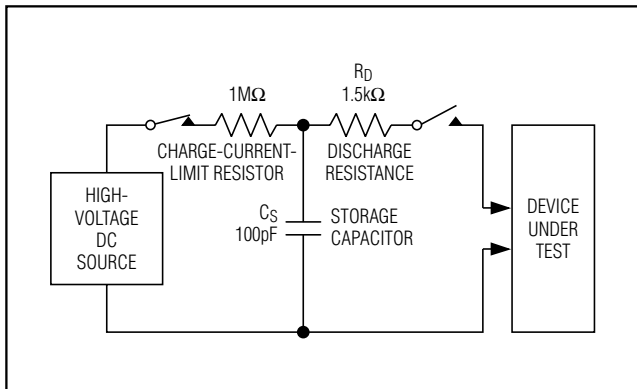 R_D
1MΩ
1.5kΩ
CHARGE-CURRENT-
LIMIT RESISTOR
DISCHARGE
RESISTANCE
HIGH-
VOLTAGE
DC
SOURCE
C_S
100pF
STORAGE
CAPACITOR
DEVICE
UNDER
TEST